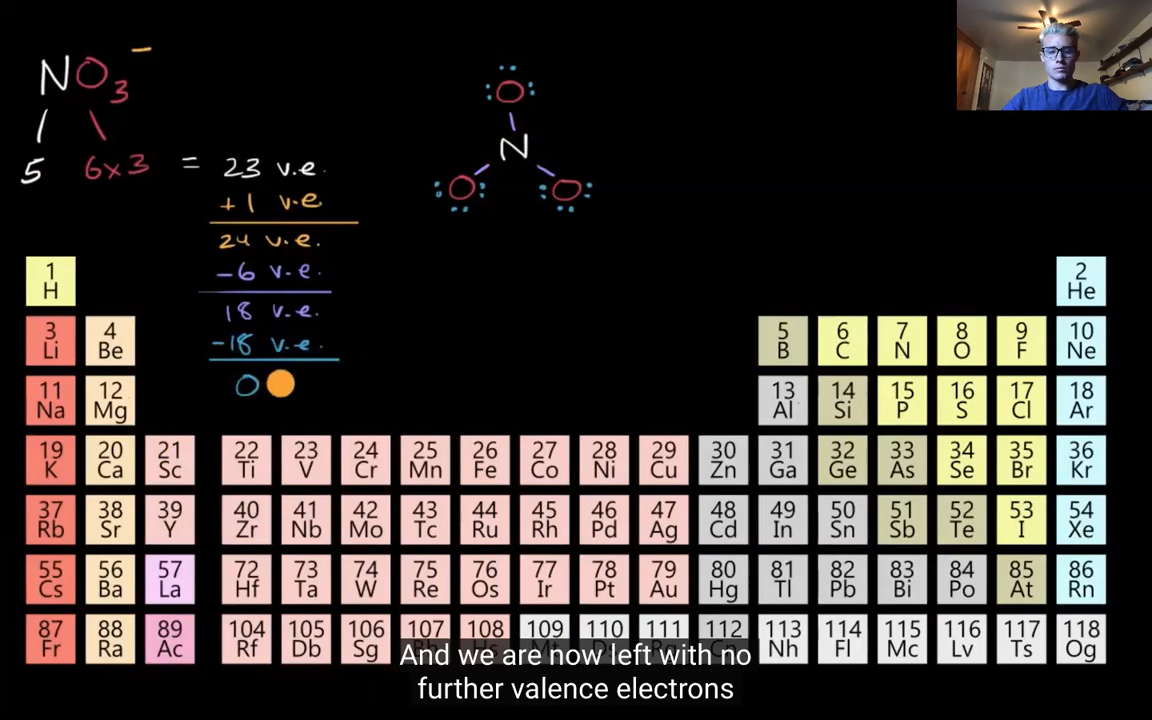 NO3−
5 6x3 = 23 v.e.
+1 v.e
24 v.e.
-6 v.e.
18 v.e.
-18 v.e.
0
O
N
O O
1 2
H He
3 4 5 6 7 8 9 10
Li Be B C N O F Ne
11 12 13 14 15 16 17 18
Na Mg Al Si P S Cl Ar
19 20 21 22 23 24 25 26 27 28 29 30 31 32 33 34 35 36
K Ca Sc Ti V Cr Mn Fe Co Ni Cu Zn Ga Ge As Se Br Kr
37 38 39 40 41 42 43 44 45 46 47 48 49 50 51 52 53 54
Rb Sr Y Zr Nb Mo Tc Ru Rh Pd Ag Cd In Sn Sb Te I Xe
55 56 57 72 73 74 75 76 77 78 79 80 81 82 83 84 85 86
Cs Ba La Hf Ta W Re Os Ir Pt Au Hg Tl Pb Bi Po At Rn
87 88 89 104 105 106 107 108 109 110 111 112 113 114 115 116 117 118
Fr Ra Ac Rf Db Sg Nh Fl Mc Lv Ts Og
And we are now left with no
further valence electrons